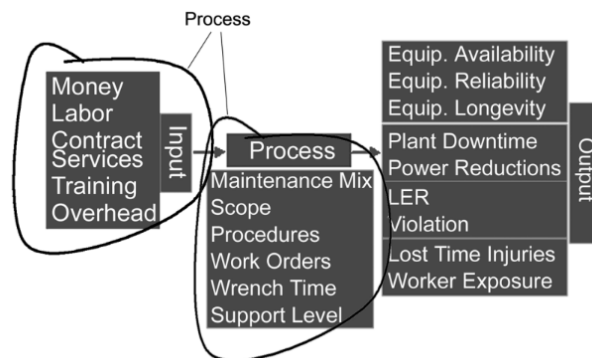 Process
Money
Labor
Contract
Services
Training
Overhead
Input
Process
Maintenance Mix
Scope
Procedures
Work Orders
Wrench Time
Support Level
Equip. Availability
Equip. Reliability
Equip. Longevity
Plant Downtime
Power Reductions
LER
Violation
Lost Time Injuries
Worker Exposure
Output